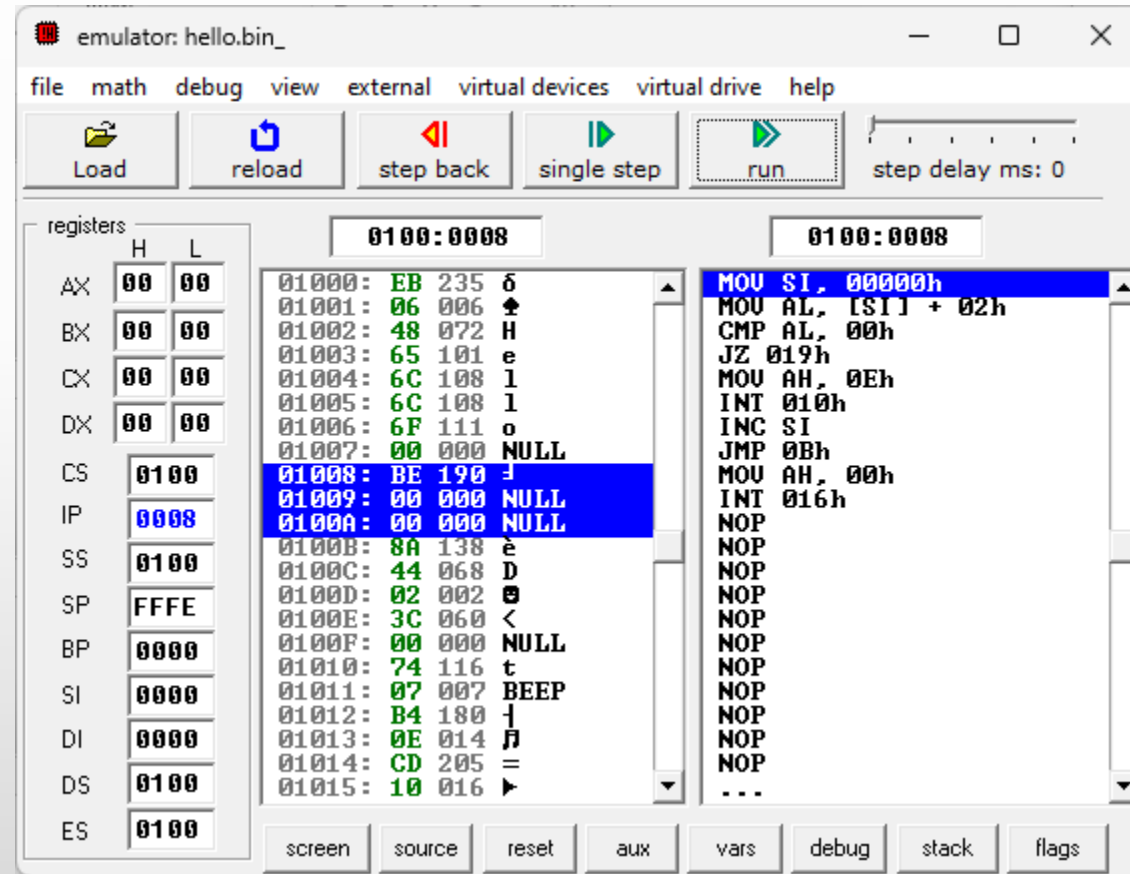 emulator: hello.bin_
file math debug view external virtual devices virtual drive help
Load reload step back single step run step delay ms: 0
registers
H L
0100:0008 0100:0008
AX 00 00
BX 00 00
CX 00 00
DX 00 00
CS 0100
IP 0008
SS 0100
SP FFFE
BP 0000
SI 0000
DI 0000
DS 0100
ES 0100
01000: EB 235 δ
01001: 06 006 ♠
01002: 48 072 H
01003: 65 101 e
01004: 6C 108 l
01005: 6C 108 l
01006: 6F 111 o
01007: 00 000 NULL
01008: BE 190 ╛
01009: 00 000 NULL
0100A: 00 000 NULL
0100B: 8A 138 è
0100C: 44 068 D
0100D: 02 002 ☻
0100E: 3C 060 <
0100F: 00 000 NULL
01010: 74 116 t
01011: 07 007 BEEP
01012: B4 180 ┤
01013: 0E 014 ♫
01014: CD 205 =
01015: 10 016 ►
MOV SI, 00000h
MOV AL, [SI] + 02h
CMP AL, 00h
JZ 019h
MOV AH, 0Eh
INT 010h
INC SI
JMP 0Bh
MOV AH, 00h
INT 016h
NOP
NOP
NOP
NOP
NOP
NOP
NOP
NOP
NOP
NOP
NOP
...
screen source reset aux vars debug stack flags